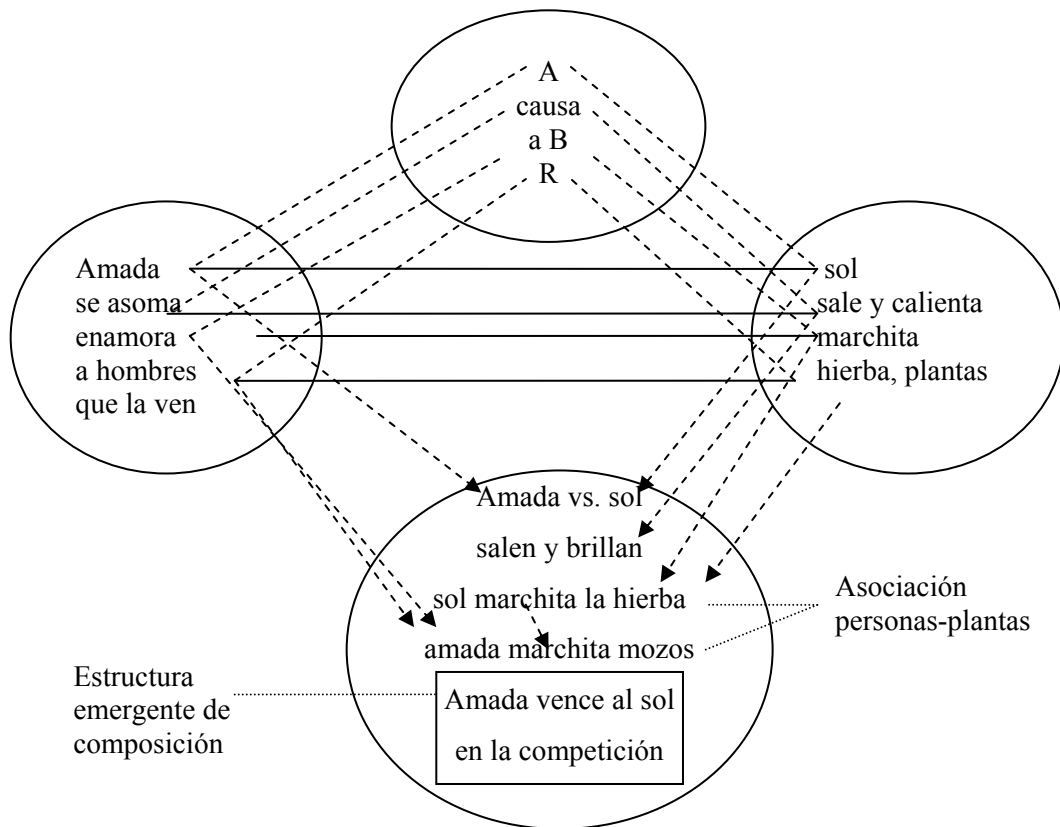 A
causa
a B
R
Amada
se asoma
enamora
a hombres
que la ven
sol
sale y calienta
marchita
hierba, plantas
Amada vs. sol
salen y brillan
sol marchita la hierba
amada marchita mozos
Amada vence al sol
en la competición
Asociación
personas-plantas
Estructura
emergente de
composición